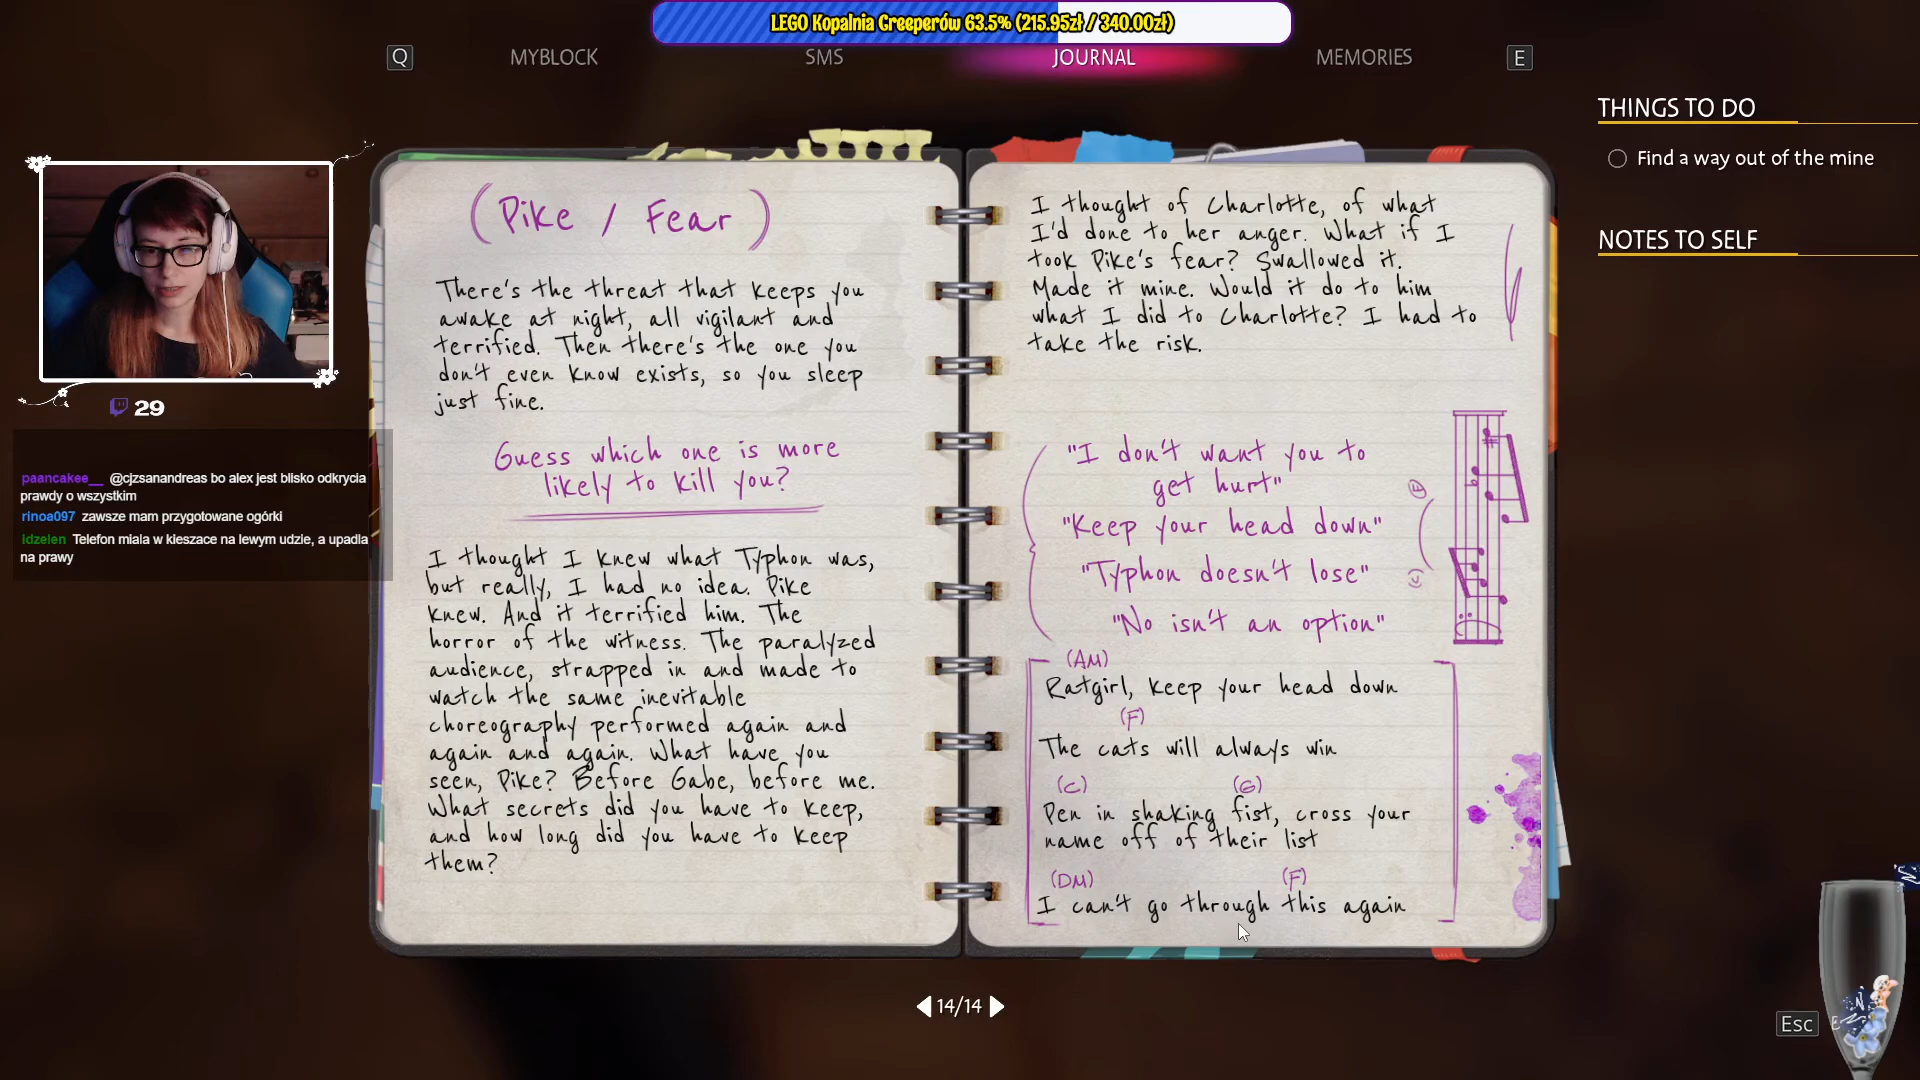 LEGO Kopalnia Creeperów 63.5% (215.95zł / 340.00zł)
Q
MYBLOCK
SMS
JOURNAL
MEMORIES
E
THINGS TO DO
Find a way out of the mine
NOTES TO SELF
29
paancakee__ @cjzsanandreas bo alex jest blisko odkrycia
prawdy o wszystkim
rinoa097 zawsze mam przygotowane ogórki
idzelen Telefon miala w kieszace na lewym udzie, a upadla
na prawy
(Pike / Fear)
There's the threat that keeps you
awake at night, all vigilant and
terrified. Then there's the one you
don't even know exists, so you sleep
just fine.
Guess which one is more
likely to kill you?
I thought I knew what Typhon was,
but really, I had no idea. Pike
knew. And it terrified him. The
horror of the witness. The paralyzed
audience, strapped in and made to
watch the same inevitable
choreography performed again and
again and again. What have you
seen, Pike? Before Gabe, before me.
What secrets did you have to keep,
and how long did you have to keep
them?
I thought of Charlotte, of what
I'd done to her anger. What if I
took Pike's fear? Swallowed it.
Made it mine. Would it do to him
what I did to Charlotte? I had to
take the risk.
"I don't want you to
get hurt"
"Keep your head down"
"Typhon doesn't lose"
"No isn't an option"
(E)
(C)
(AM)
Ratgirl, keep your head down
(F)
The cats will always win
(C) (G)
Pen in shaking fist, cross your
name off of their list
(DM) (F)
I can't go through this again
14/14
Esc